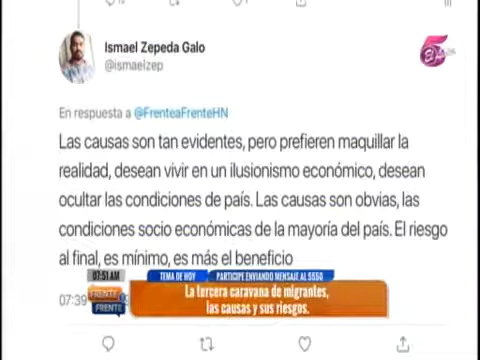 Ismael Zepeda Galo
@ismaelzep
En respuesta a @FrenteaFrenteHN
Las causas son tan evidentes, pero prefieren maquillar la
realidad, desean vivir en un ilusionismo económico, desean
ocultar las condiciones de país. Las causas son obvias, las
condiciones socio económicas de la mayoría del país. El riesgo
al final, es mínimo, es más el beneficio
07:51 AM
TEMA DE HOY
PARTICIPE ENVIANDO MENSAJE AL 5550
07:39
FRENTE a
FRENTE
La tercera caravana de migrantes,
las causas y sus riesgos.